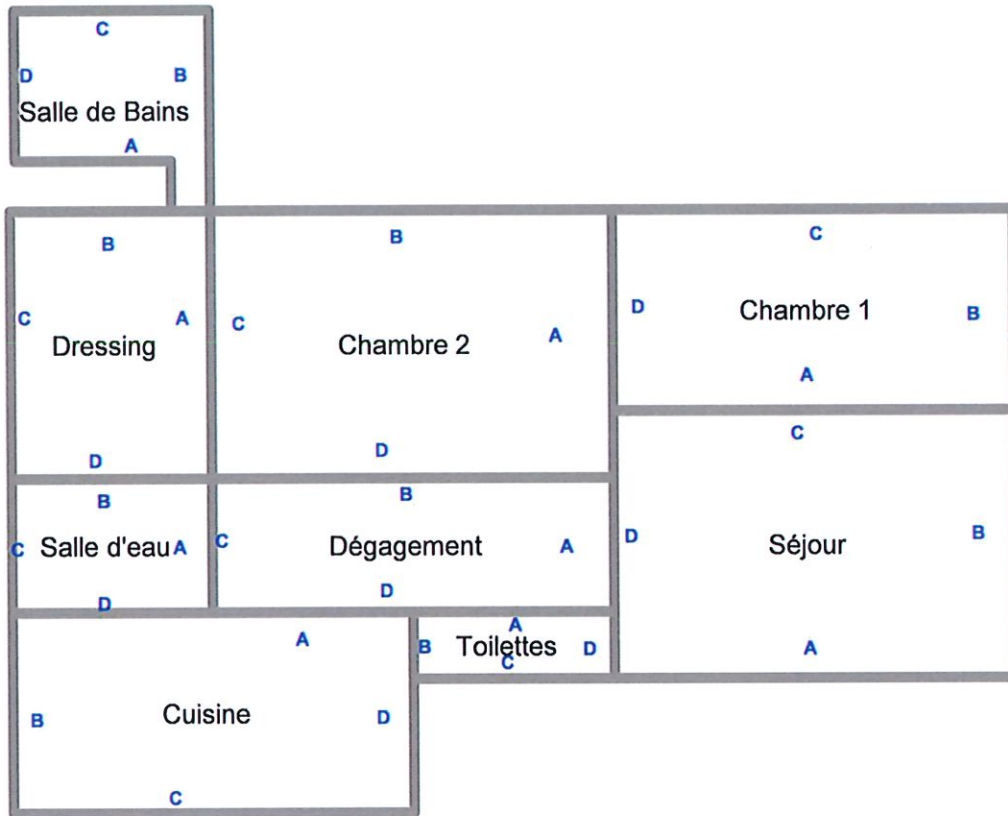 C
D B
Salle de Bains
A
B
C A
Dressing
D
B
C A
Chambre 2
D
C
D B
Chambre 1
A
B
C Salle d'eau A
D
B
C Dégagement A
D
C
D Séjour B
A
A
B Cuisine D
C
A
B Toilettes D
C